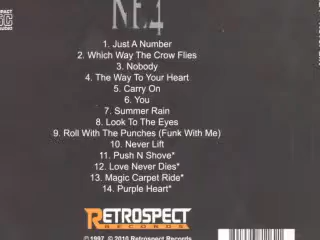 NE4
1. Just A Number
2. Which Way The Crow Flies
3. Nobody
4. The Way To Your Heart
5. Carry On
6. You
7. Summer Rain
8. Look To The Eyes
9. Roll With The Punches (Funk With Me)
10. Never Lift
11. Push N Shove*
12. Love Never Dies*
13. Magic Carpet Ride*
14. Purple Heart*
RETROSPECT
RECORDS
© 1997, © 2010 Retrospect Records